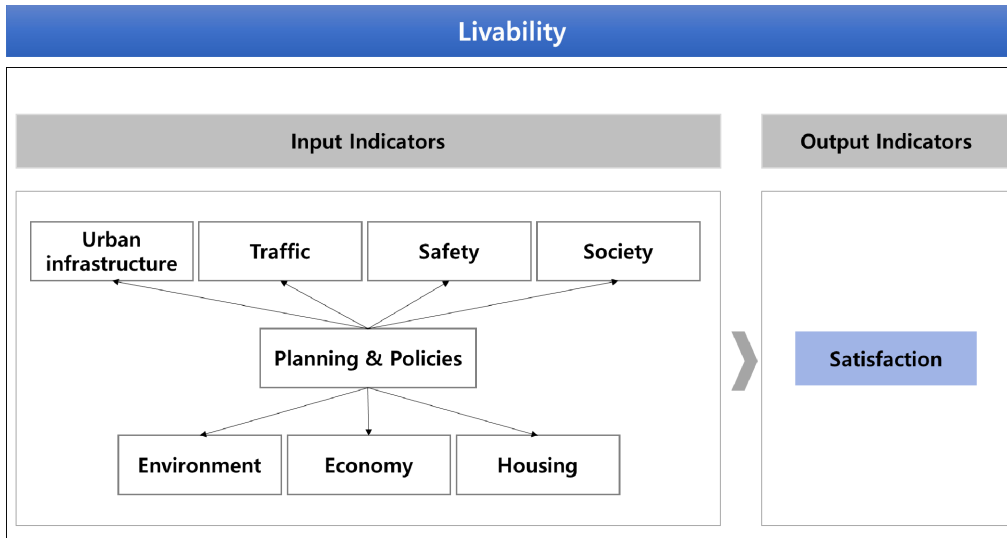 Livability
Input Indicators
Output Indicators
Urban
infrastructure
Traffic
Safety
Society
Planning & Policies
Satisfaction
Environment
Economy
Housing